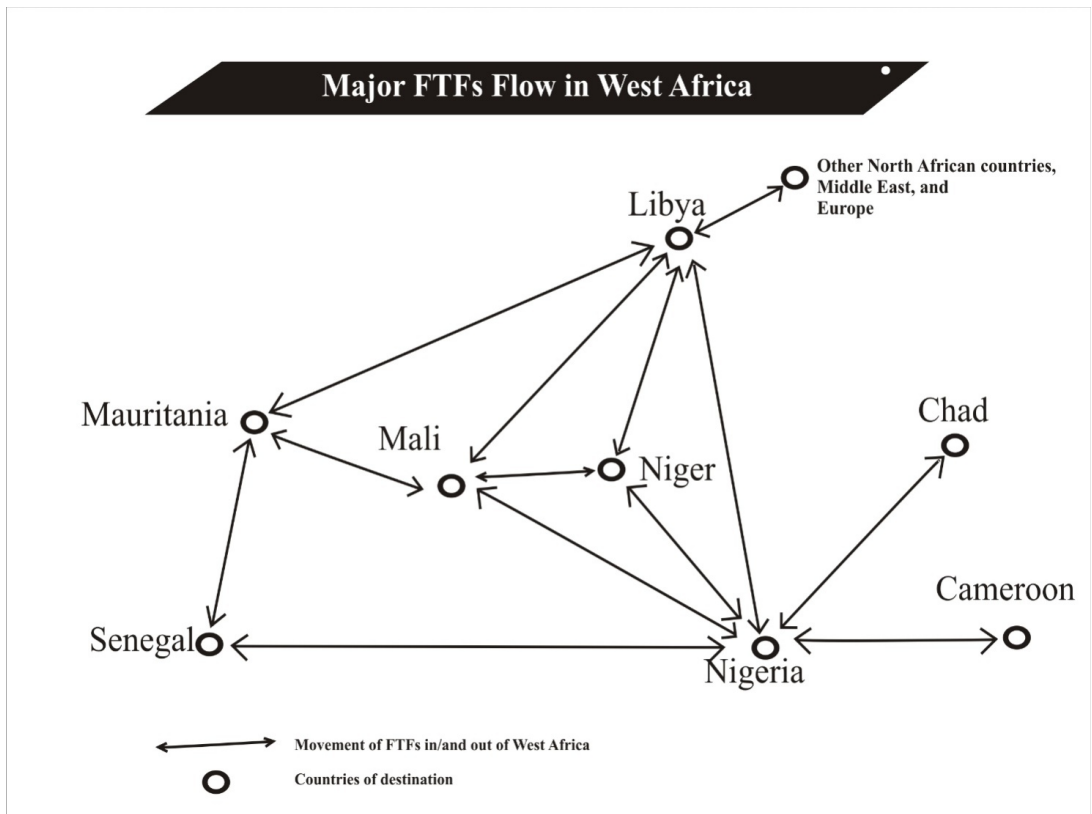 Major FTFs Flow in West Africa
Other North African countries,
Middle East, and
Europe
Libya
Mauritania
Mali
Niger
Chad
Cameroon
Senegal
Nigeria
Movement of FTFs in/and out of West Africa
Countries of destination